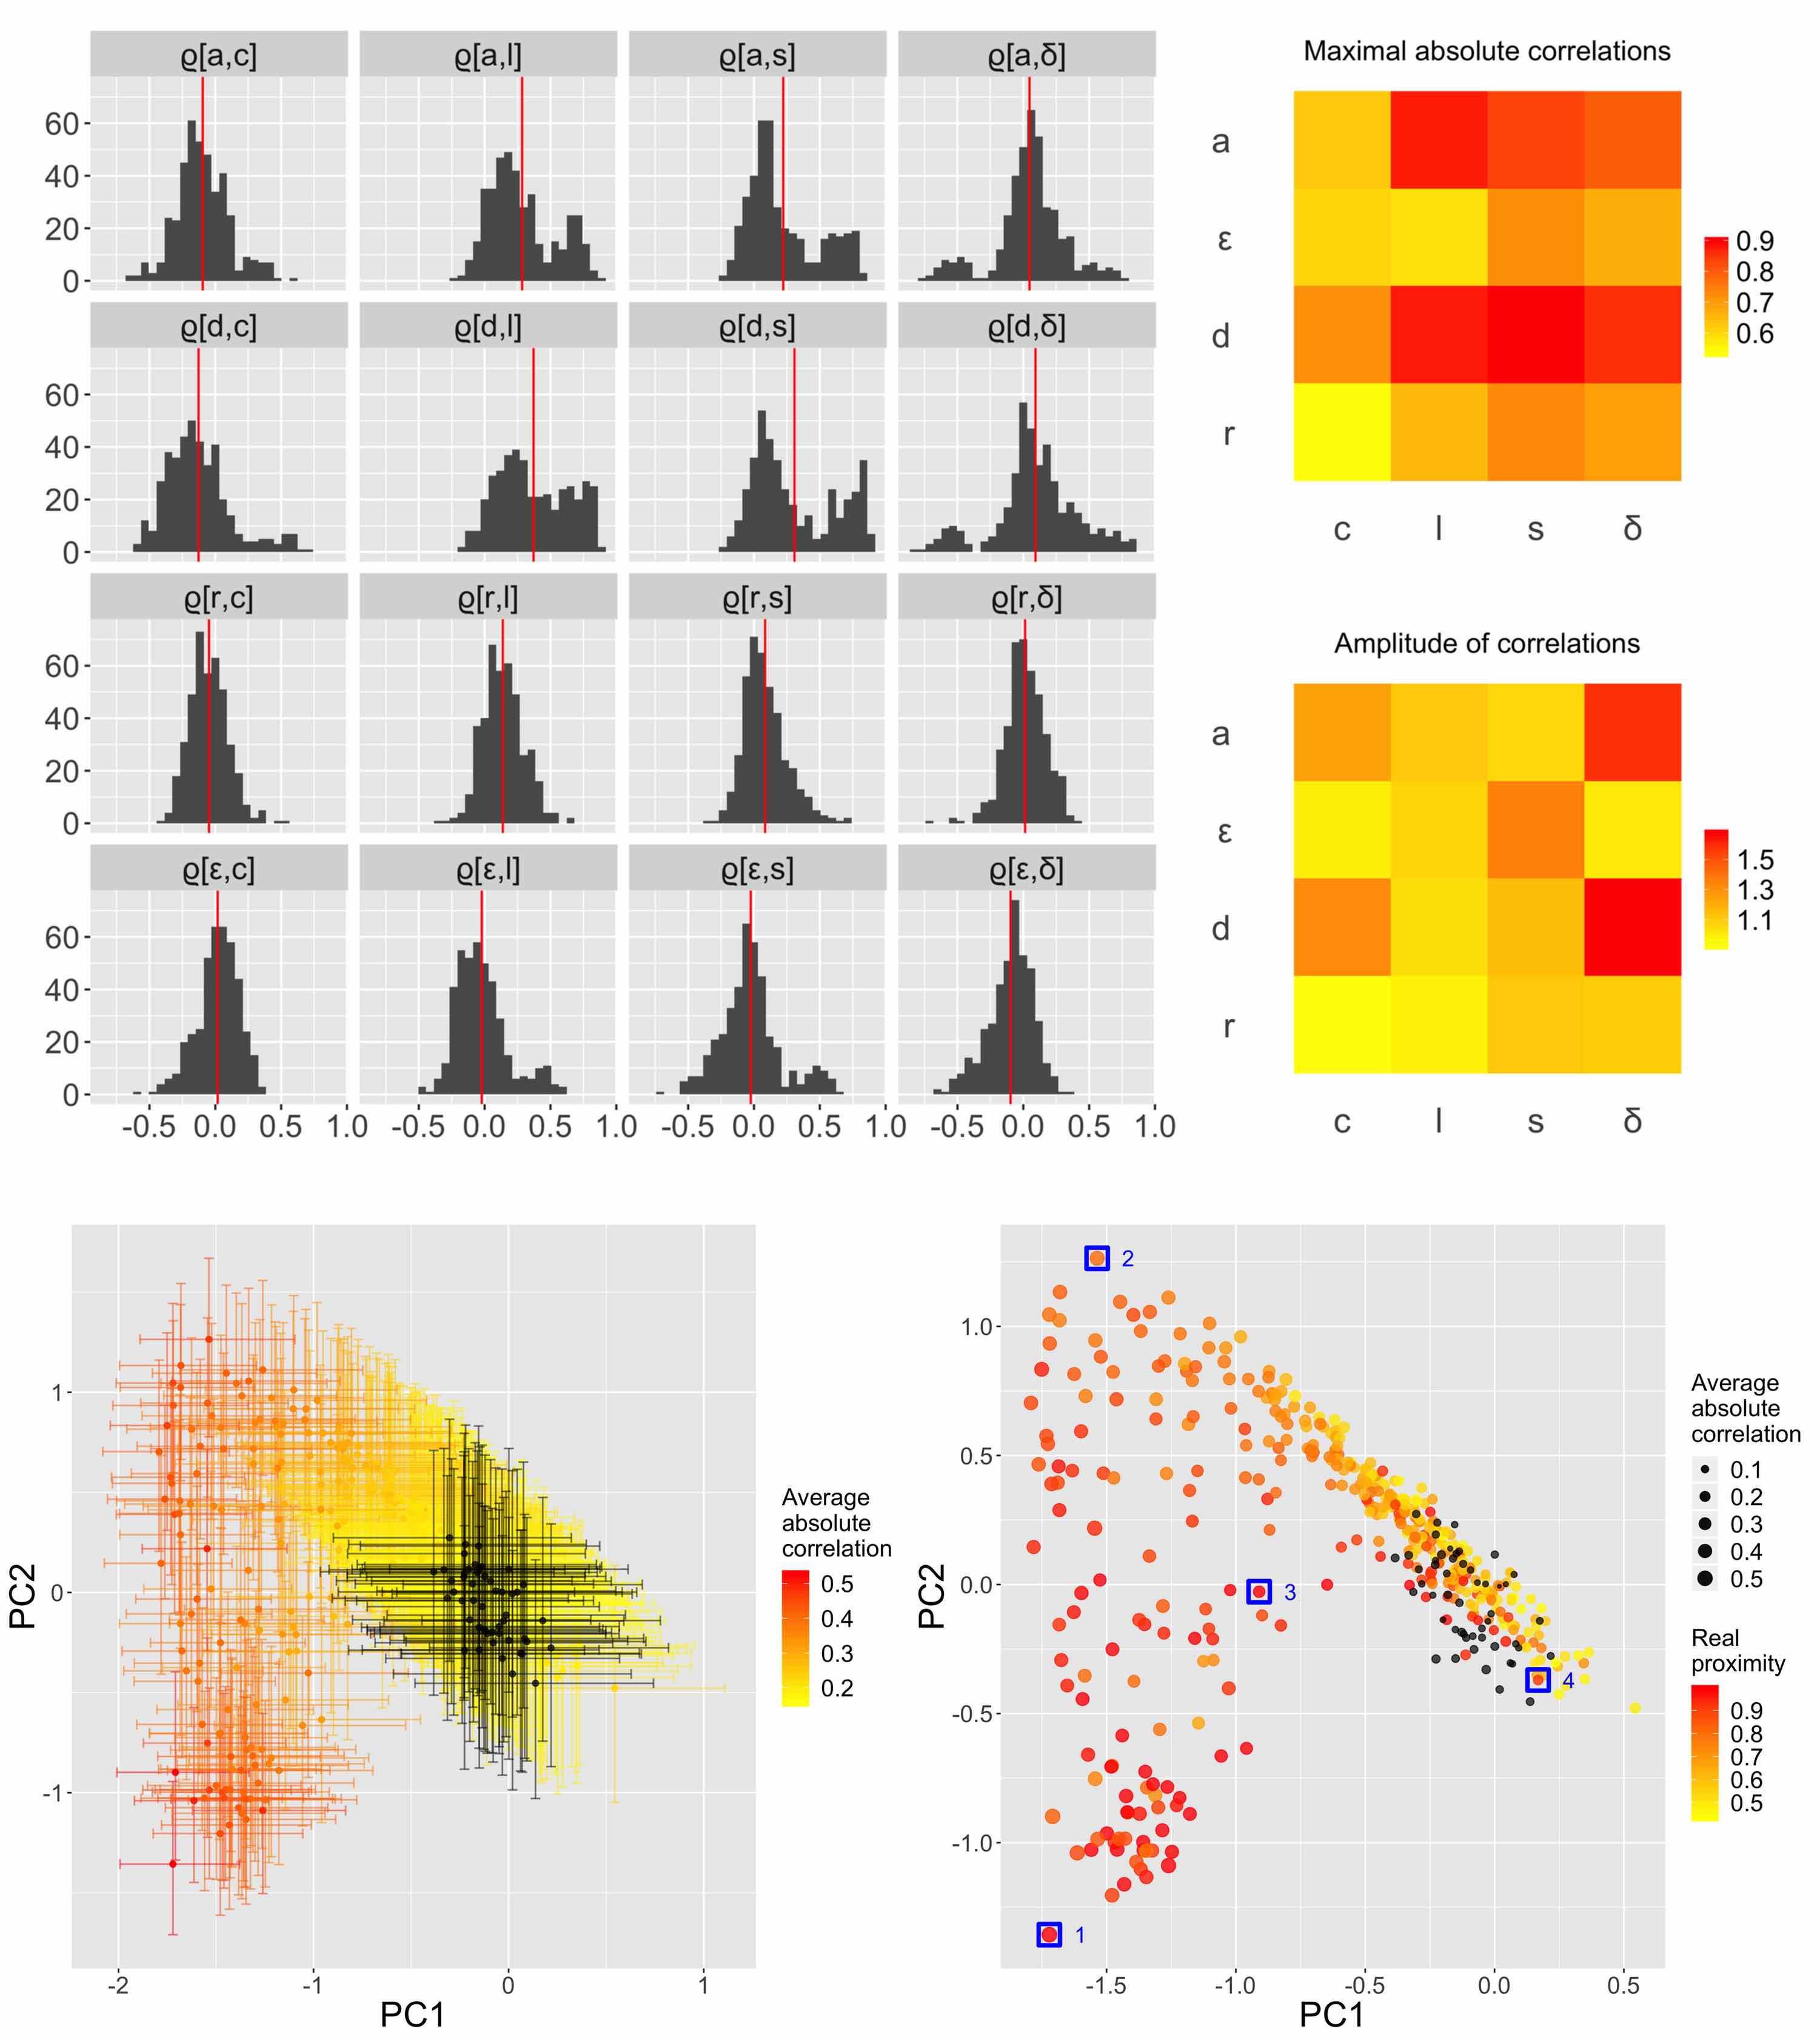 ϱ[a,c] ϱ[a,l] ϱ[a,s] ϱ[a,δ]
60
40
20
0
ϱ[d,c] ϱ[d,l] ϱ[d,s] ϱ[d,δ]
60
40
20
0
ϱ[r,c] ϱ[r,l] ϱ[r,s] ϱ[r,δ]
60
40
20
0
ϱ[ε,c] ϱ[ε,l] ϱ[ε,s] ϱ[ε,δ]
60
40
20
0
-0.5 0.0 0.5 1.0 -0.5 0.0 0.5 1.0 -0.5 0.0 0.5 1.0 -0.5 0.0 0.5 1.0
Maximal absolute correlations
a
ε
d
r
c l s δ
0.9
0.8
0.7
0.6
Amplitude of correlations
a
ε
d
r
c l s δ
1.5
1.3
1.1
PC2
1
0
-1
-2 -1 0 1
PC1
Average
absolute
correlation
0.5
0.4
0.3
0.2
PC2
1.0
0.5
0.0
-0.5
-1.0
2
3
4
1
-1.5 -1.0 -0.5 0.0 0.5
PC1
Average
absolute
correlation
0.1
0.2
0.3
0.4
0.5
Real
proximity
0.9
0.8
0.7
0.6
0.5